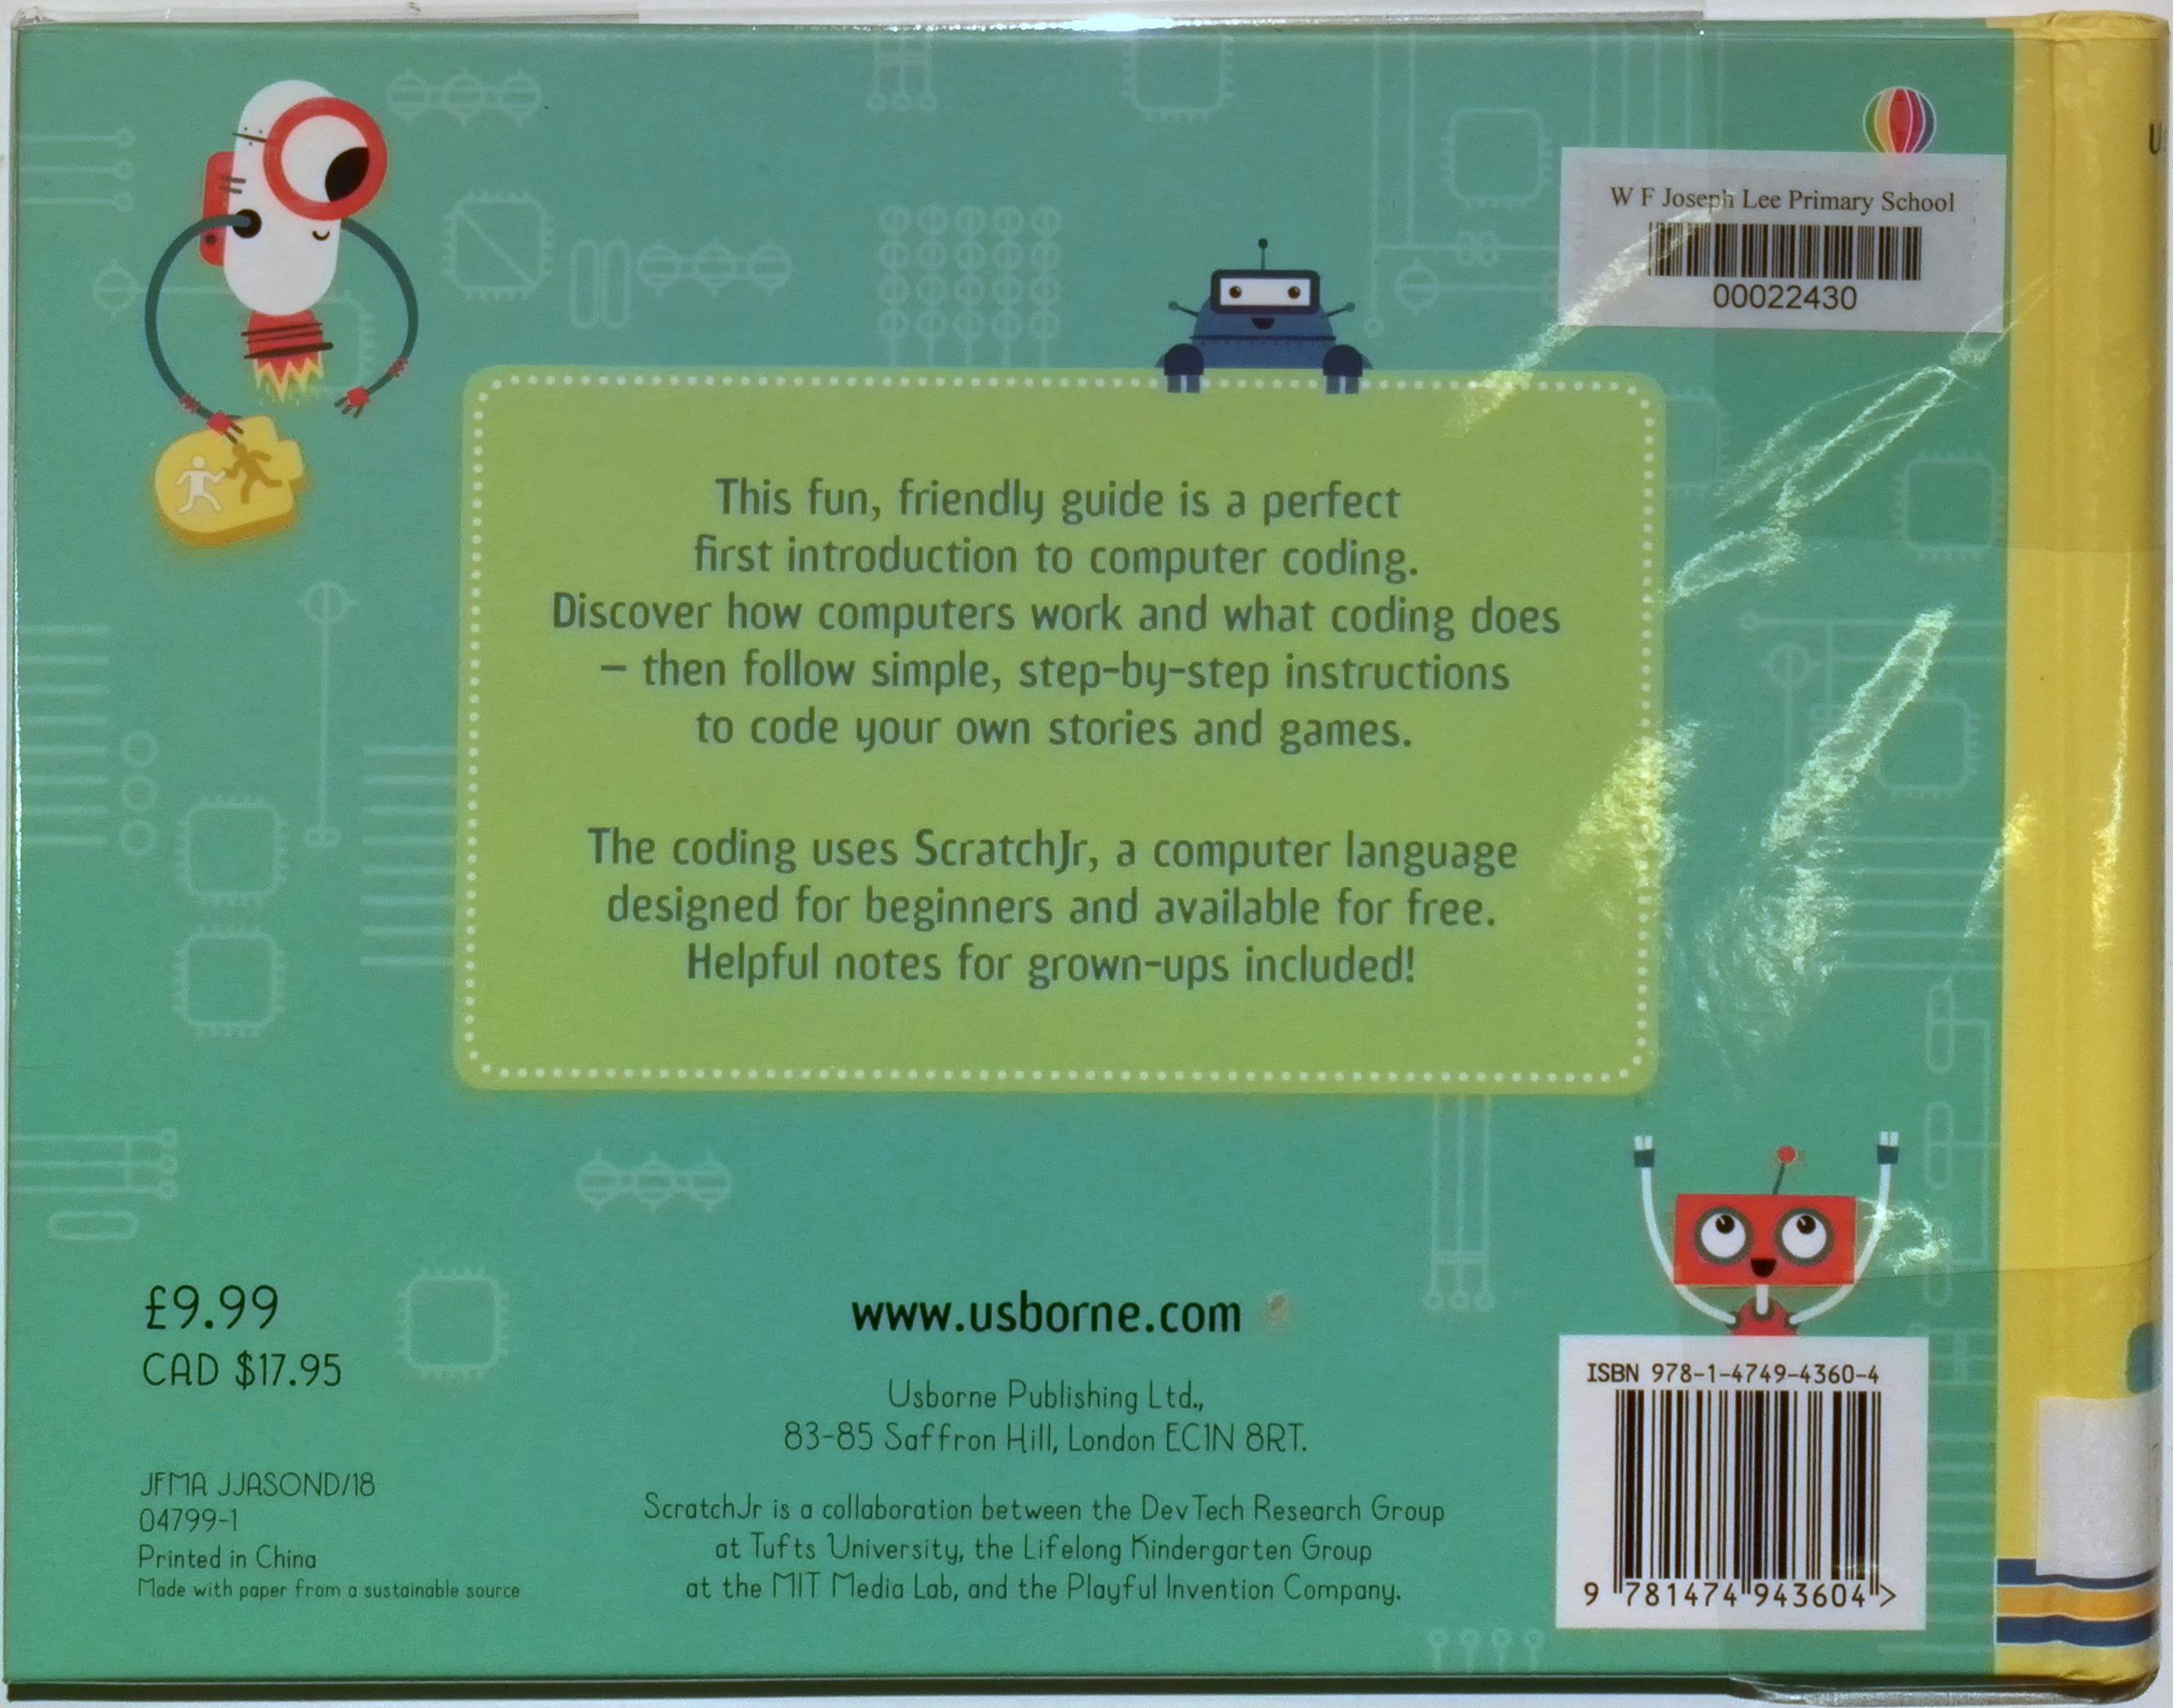 W F Joseph Lee Primary School
00022430
This fun, friendly guide is a perfect
first introduction to computer coding.
Discover how computers work and what coding does
– then follow simple, step-by-step instructions
to code your own stories and games.
The coding uses ScratchJr, a computer language
designed for beginners and available for free.
Helpful notes for grown-ups included!
£9.99
CAD $17.95
JFMA JJASOND/18
04799-1
Printed in China
Made with paper from a sustainable source
www.usborne.com
Usborne Publishing Ltd.,
83-85 Saffron Hill, London EC1N 8RT.
ScratchJr is a collaboration between the DevTech Research Group
at Tufts University, the Lifelong Kindergarten Group
at the MIT Media Lab, and the Playful Invention Company.
ISBN 978-1-4749-4360-4
9 781474 943604 >